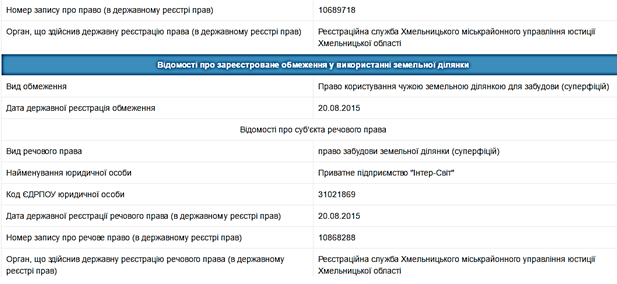 Номер запису про право (в державному реєстрі прав) 10689718
Орган, що здійснив державну реєстрацію права (в державному реєстрі прав) Реєстраційна служба Хмельницького міськрайонного управління юстиції
Хмельницької області
Відомості про зареєстроване обмеження у використанні земельної ділянки
Вид обмеження Право користування чужою земельною ділянкою для забудови (суперфіцій)
Дата державної реєстрація обмеження 20.08.2015
Відомості про суб'єкта речового права
Вид речового права право забудови земельної ділянки (суперфіцій)
Найменування юридичної особи Приватне підприємство "Інтер-Світ"
Код ЄДРПОУ юридичної особи 31021869
Дата державної реєстрації речового права (в державному реєстрі прав) 20.08.2015
Номер запису про речове право (в державному реєстрі прав) 10868288
Орган, що здійснив державну реєстрацію речового права (в державному Реєстраційна служба Хмельницького міськрайонного управління юстиції
реєстрі прав) Хмельницької області